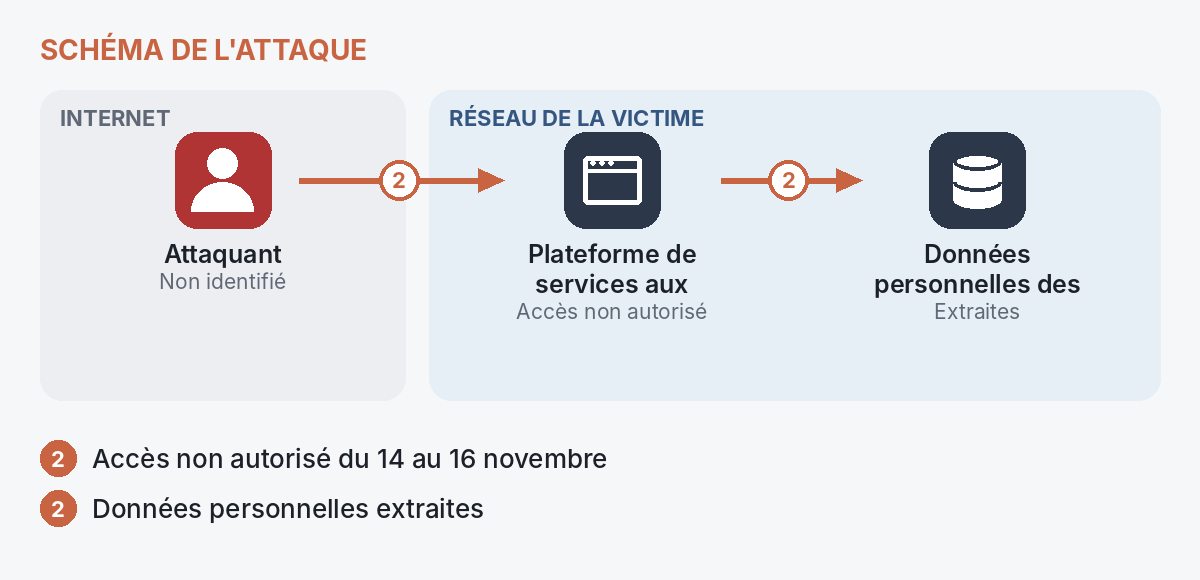 SCHÉMA DE L'ATTAQUE
INTERNET
RÉSEAU DE LA VICTIME
2
2
Attaquant
Non identifié
Plateforme de
services aux
Accès non autorisé
Données
personnelles des
Extraites
2 Accès non autorisé du 14 au 16 novembre
2 Données personnelles extraites